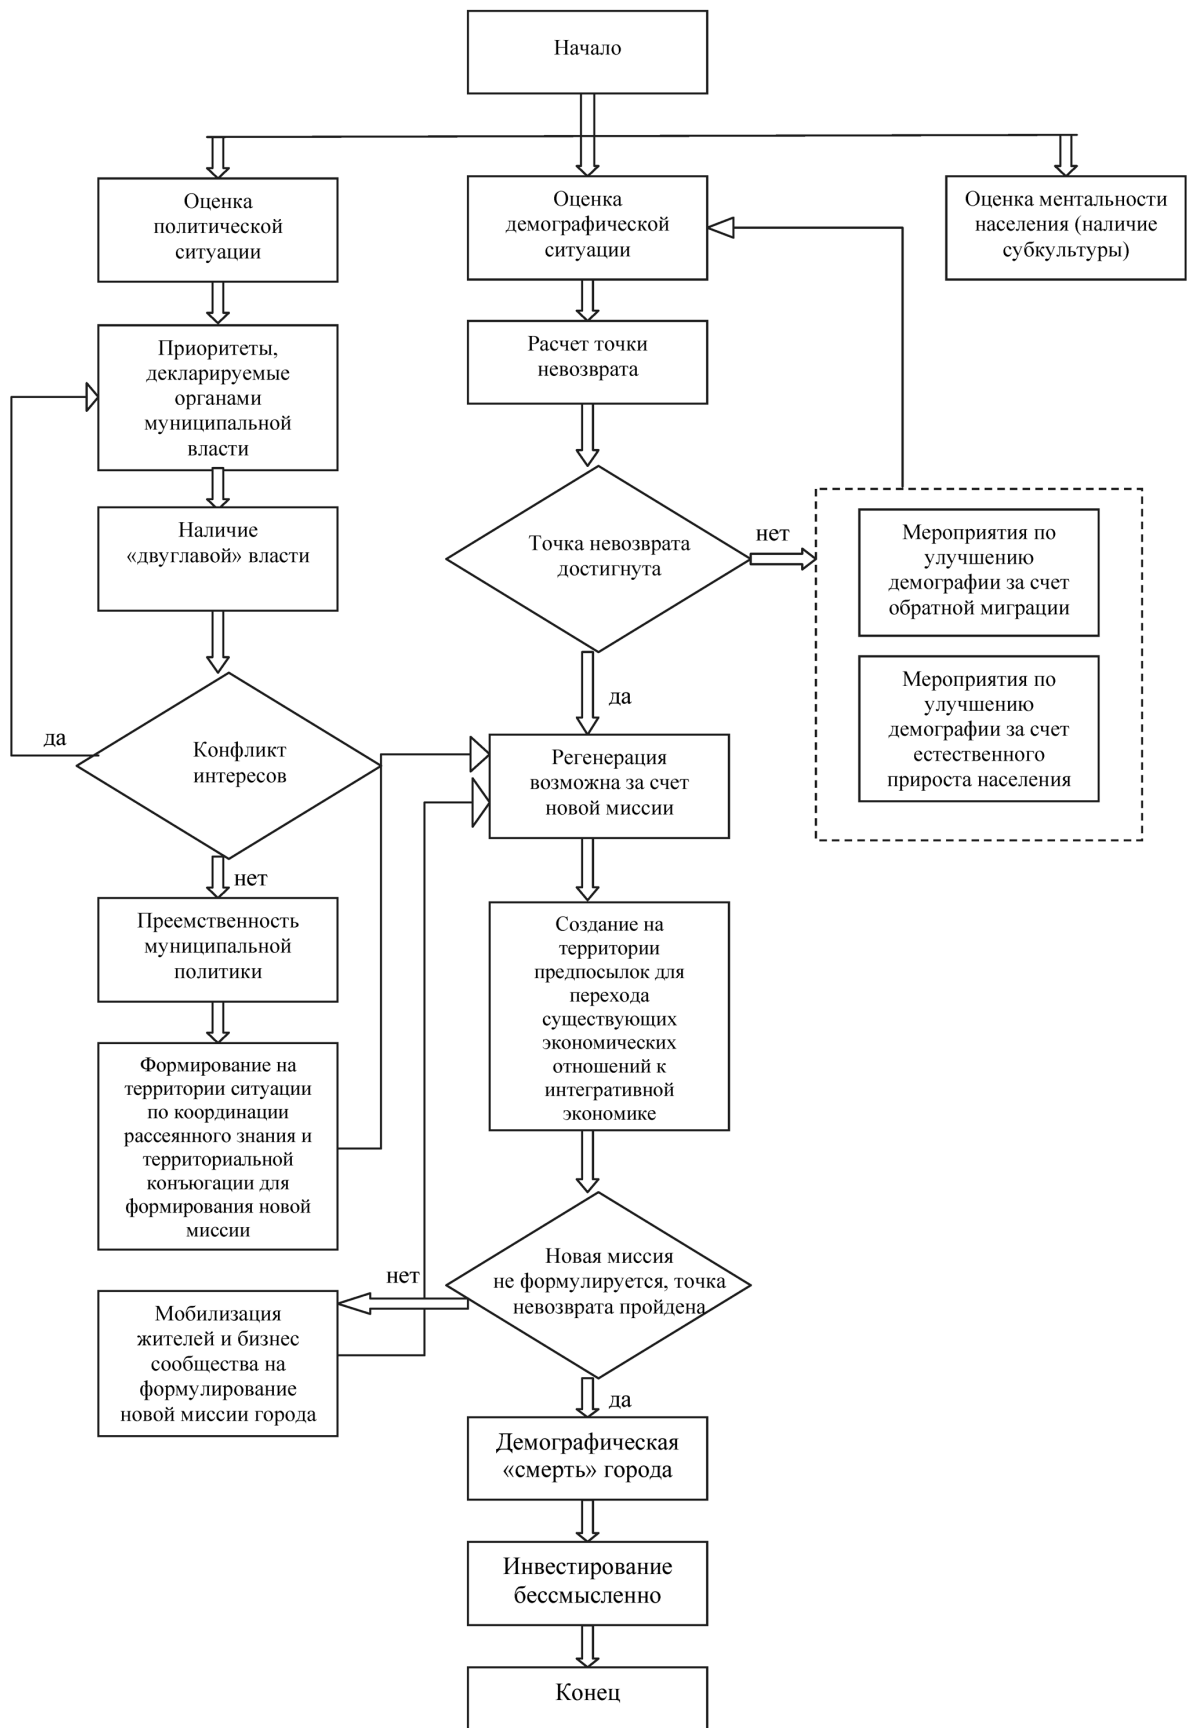 Начало
Оценка
политической
ситуации
Оценка
демографической
ситуации
Оценка ментальности
населения (наличие
субкультуры)
Приоритеты,
декларируемые
органами
муниципальной
власти
Расчет точки
невозврата
Наличие
«двуглавой» власти
Точка невозврата
достигнута
нет
Мероприятия по
улучшению
демографии за счет
обратной миграции
Мероприятия по
улучшению
демографии за счет
естественного
прироста населения
да
да
Конфликт
интересов
Регенерация
возможна за счет
новой миссии
нет
Преемственность
муниципальной
политики
Создание на
территории
предпосылок для
перехода
существующих
экономических
отношений к
интегративной
экономике
Формирование на
территории ситуации
по координации
рассеянного знания и
территориальной
конъюгации для
формирования новой
миссии
Новая миссия
не формулируется, точка
невозврата пройдена
нет
Мобилизация
жителей и бизнес
сообщества на
формулирование
новой миссии города
да
Демографическая
«смерть» города
Инвестирование
бессмысленно
Конец